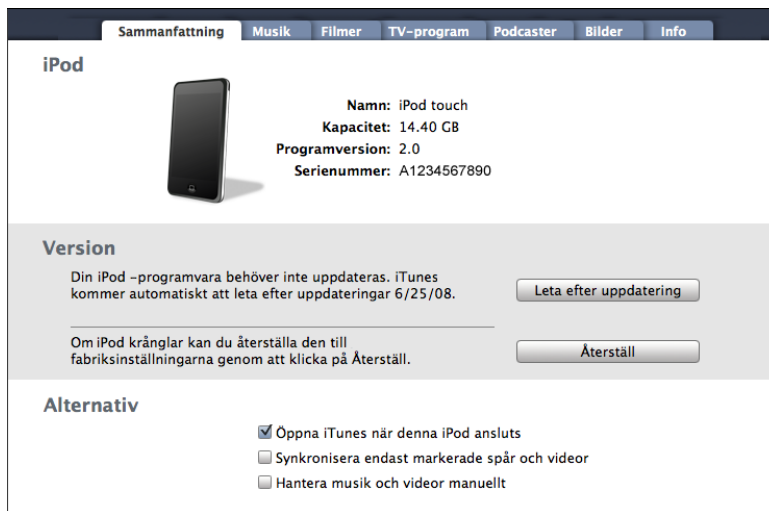 Sammanfattning Musik Filmer TV-program Podcaster Bilder Info
iPod
Namn: iPod touch
Kapacitet: 14.40 GB
Programversion: 2.0
Serienummer: A1234567890
Version
Din iPod -programvara behöver inte uppdateras. iTunes
kommer automatiskt att leta efter uppdateringar 6/25/08.
Leta efter uppdatering
Om iPod krånglar kan du återställa den till
fabriksinställningarna genom att klicka på Återställ.
Återställ
Alternativ
Öppna iTunes när denna iPod ansluts
Synkronisera endast markerade spår och videor
Hantera musik och videor manuellt